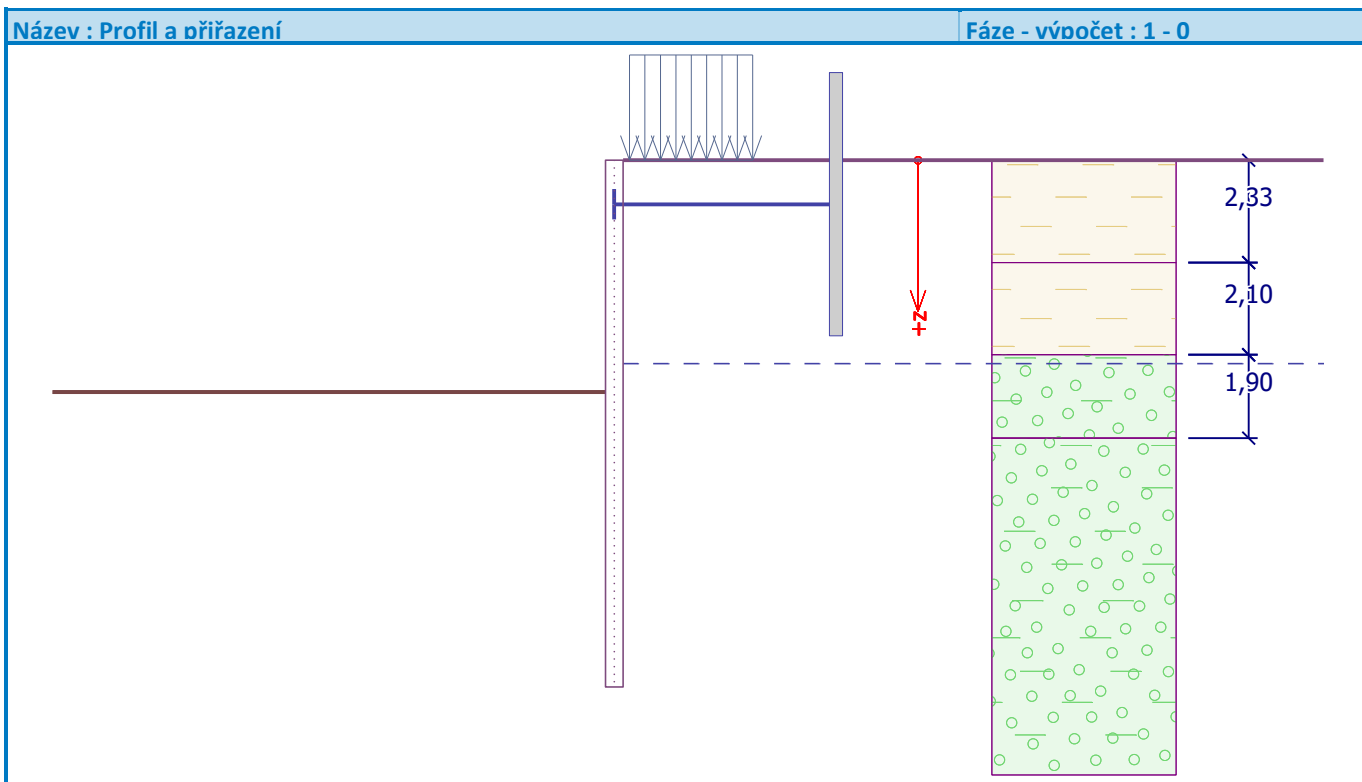 Název : Profil a přiřazení
Fáze - výpočet : 1 - 0
2,33
2,10
+z
1,90